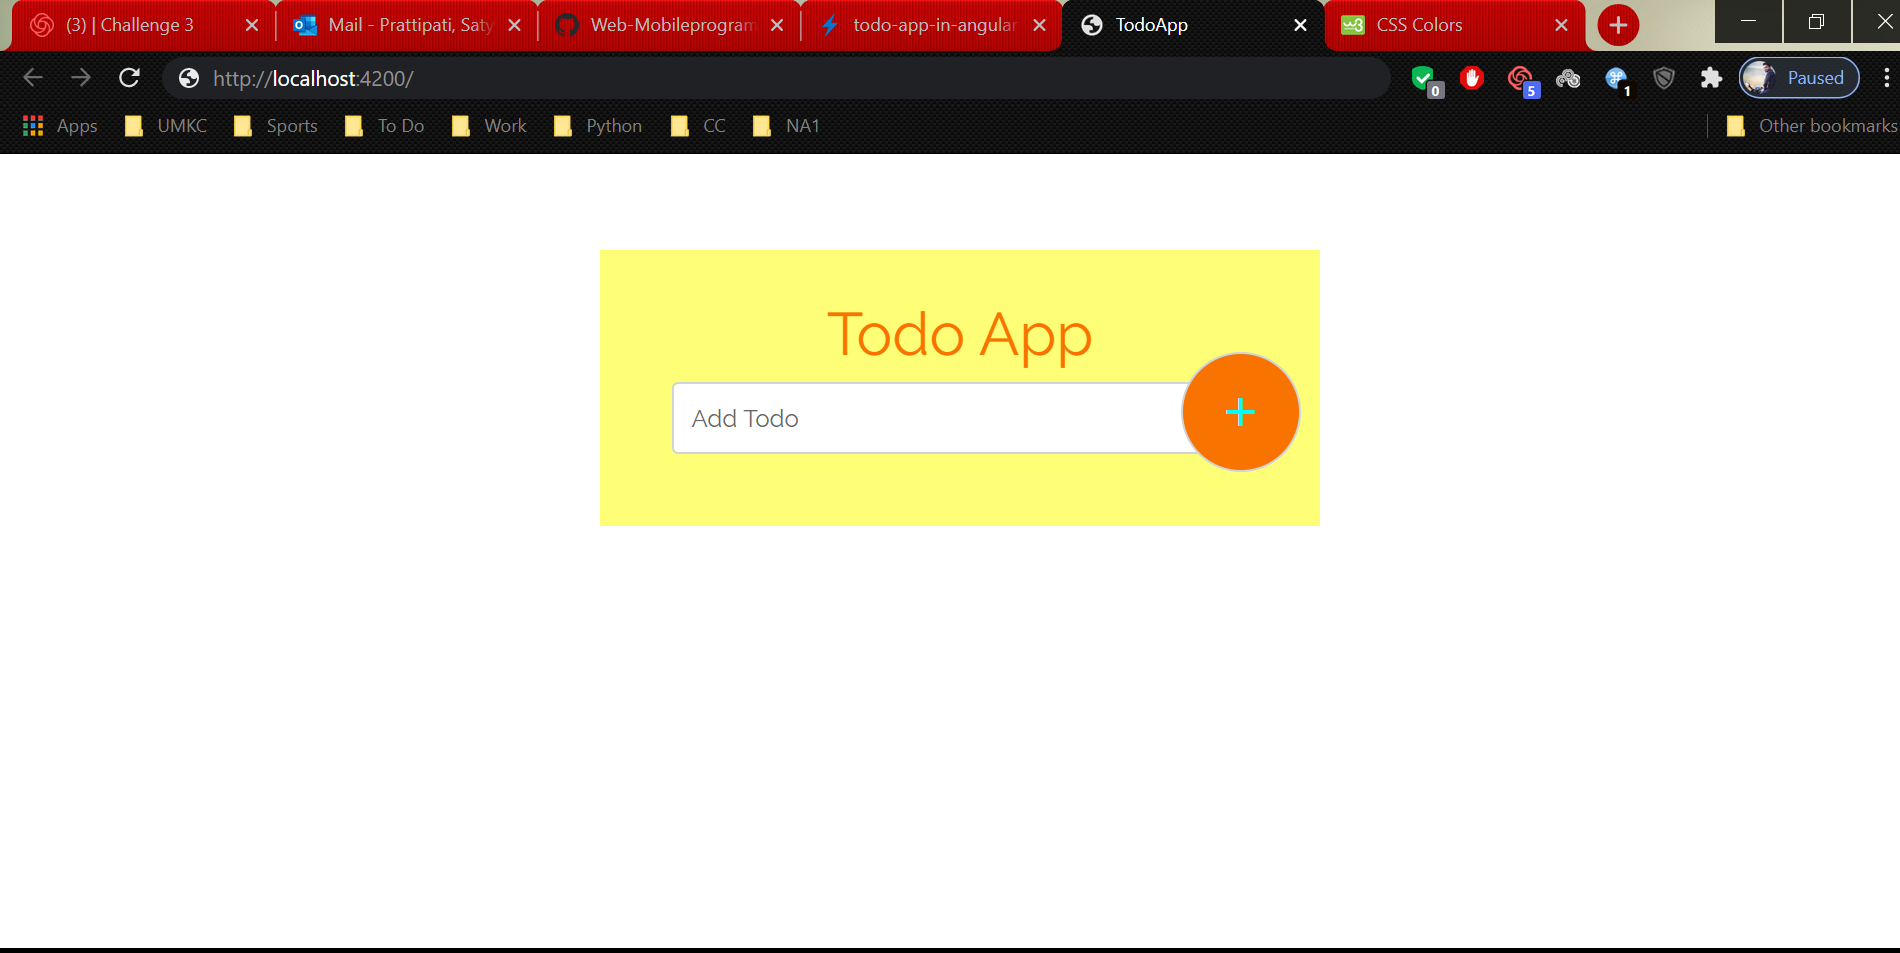 (3) | Challenge 3
Mail - Prattipati, Saty
Web-Mobileprogram
todo-app-in-angular
TodoApp
CSS Colors
http://localhost:4200/
0
5
1
Paused
Apps
UMKC
Sports
To Do
Work
Python
CC
NA1
Other bookmarks
Todo App
Add Todo
+